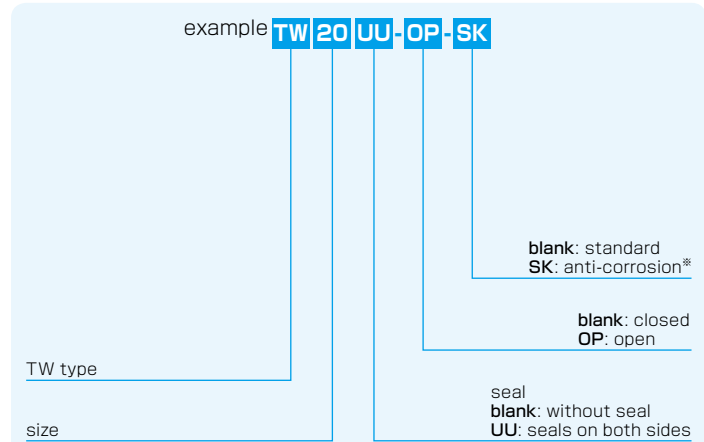 example TW 20 UU - OP - SK
blank: standard
SK: anti-corrosion※
blank: closed
OP: open
TW type
seal
blank: without seal
size
UU: seals on both sides